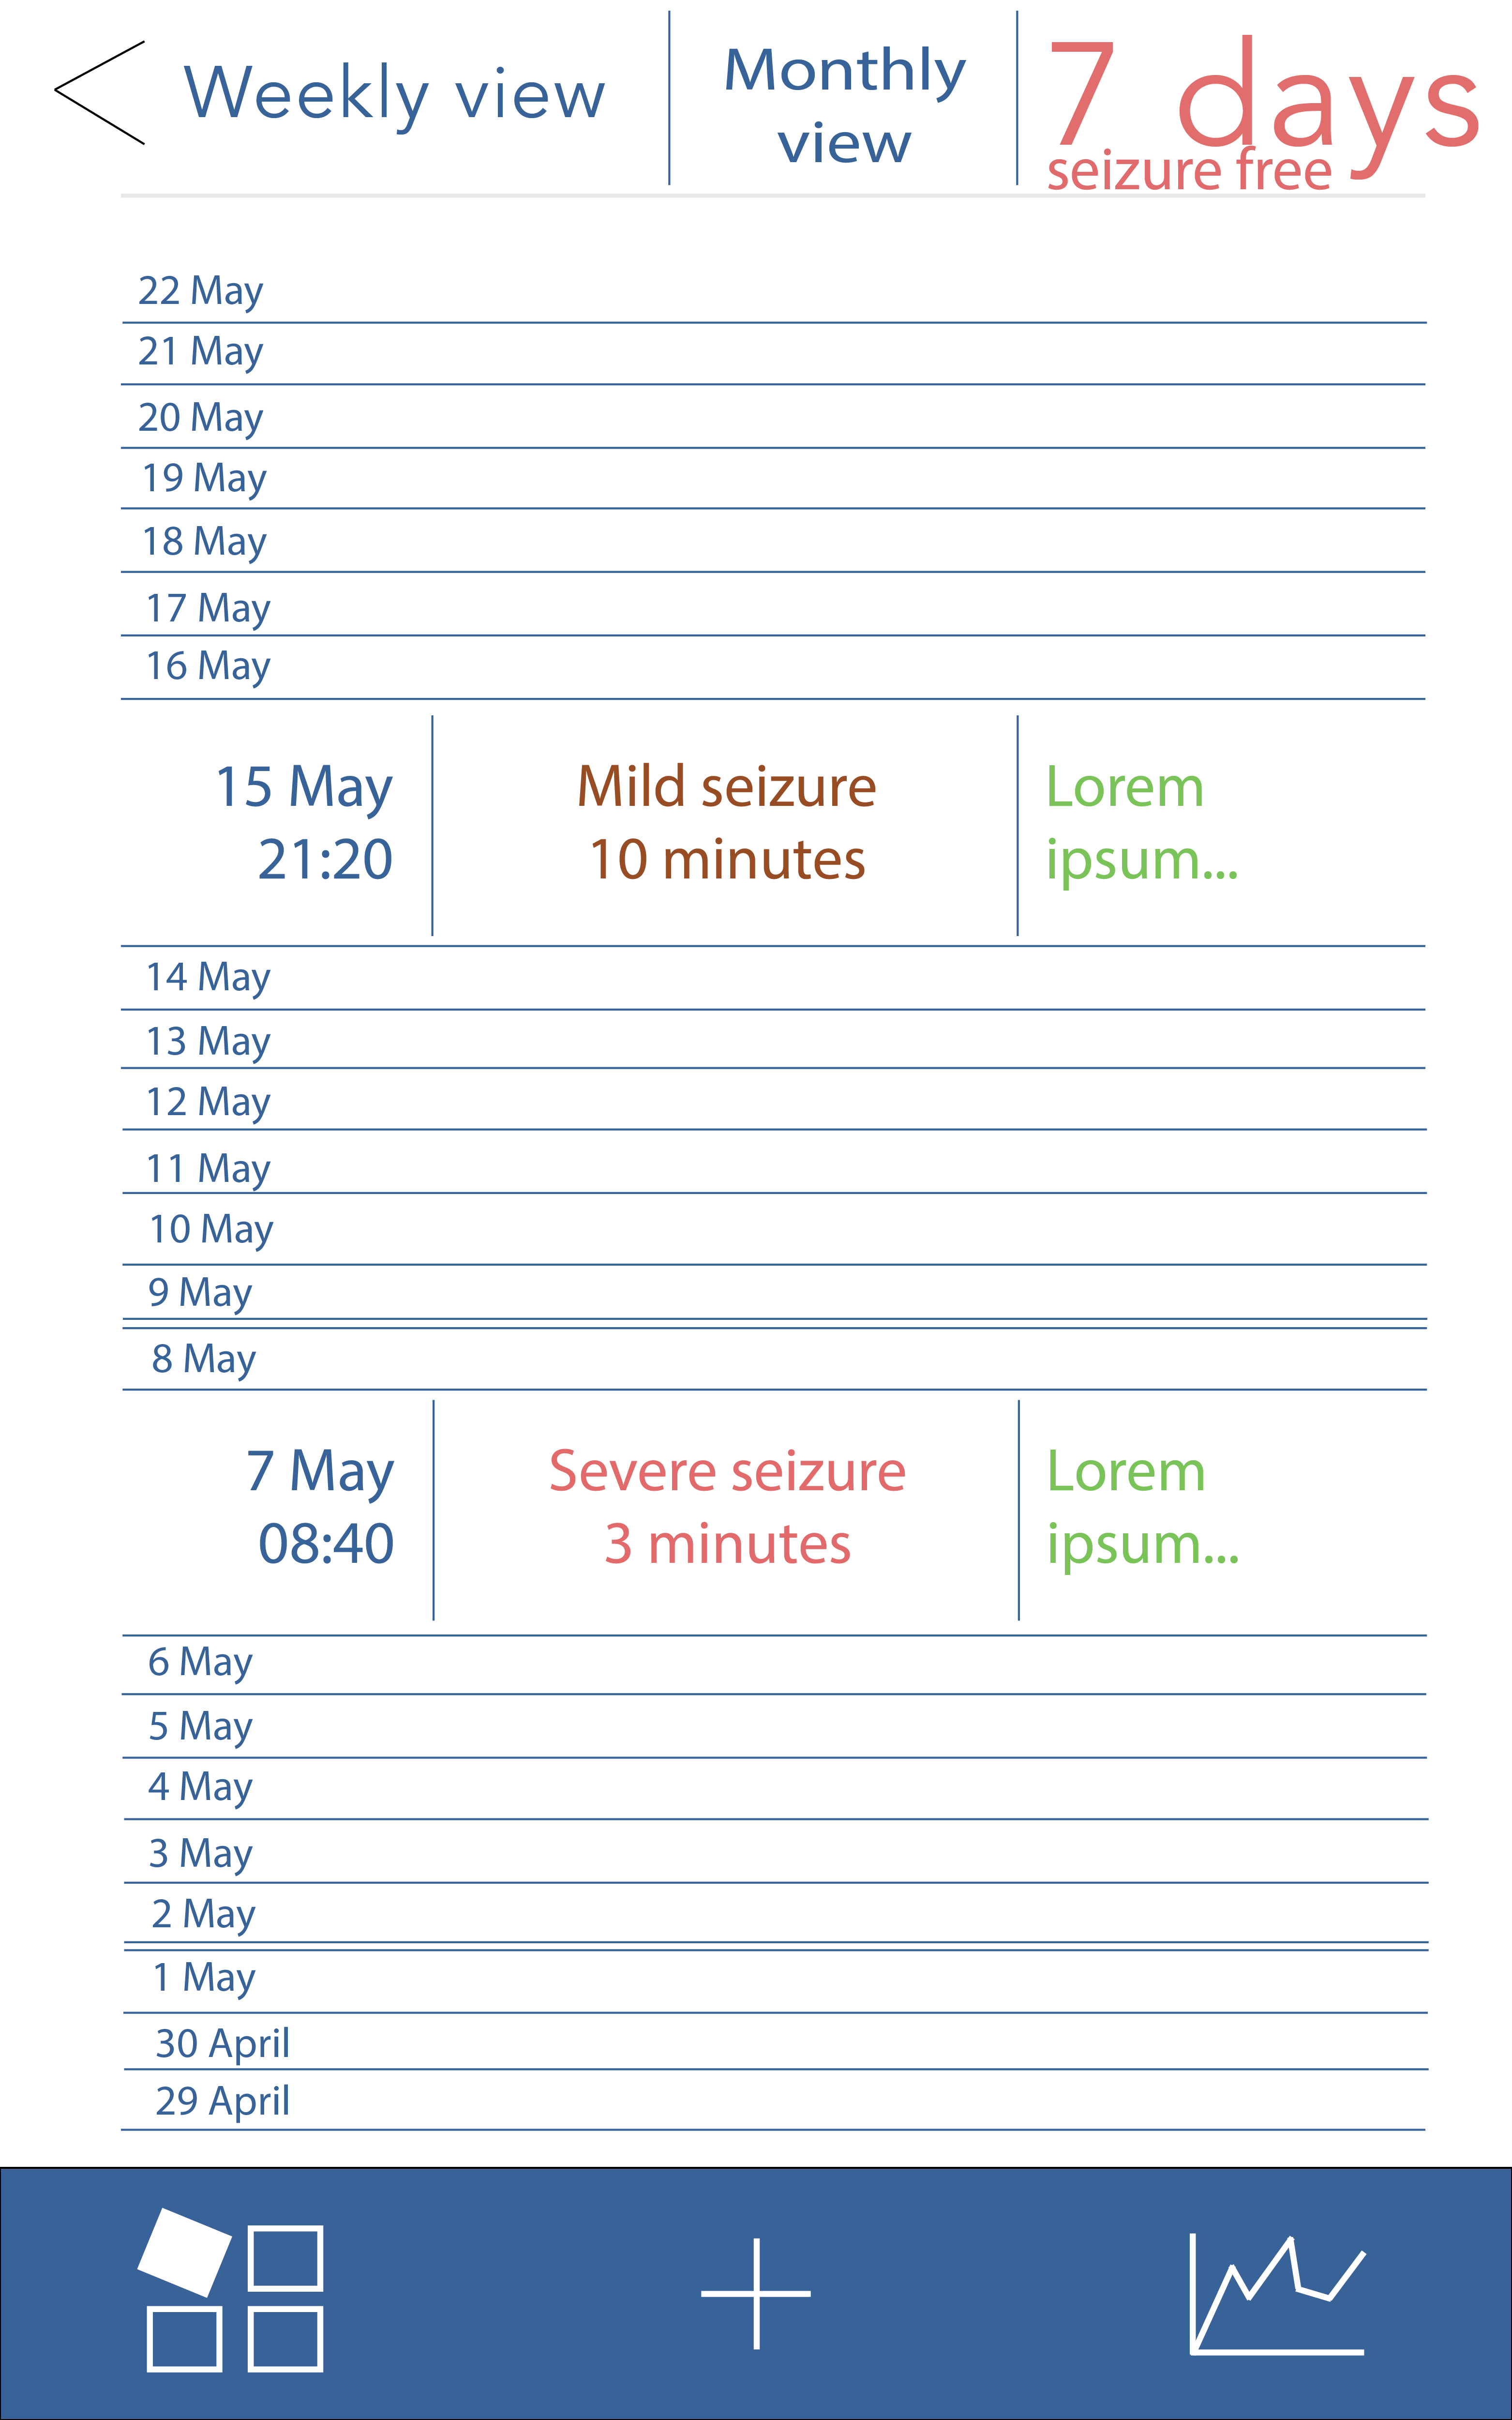 Weekly view
Monthly
view
7 days
seizure free
22 May
21 May
20 May
19 May
18 May
17 May
16 May
15 May
21:20
Mild seizure
10 minutes
Lorem
ipsum...
14 May
13 May
12 May
11 May
10 May
9 May
8 May
7 May
08:40
Severe seizure
3 minutes
Lorem
ipsum...
6 May
5 May
4 May
3 May
2 May
1 May
30 April
29 April